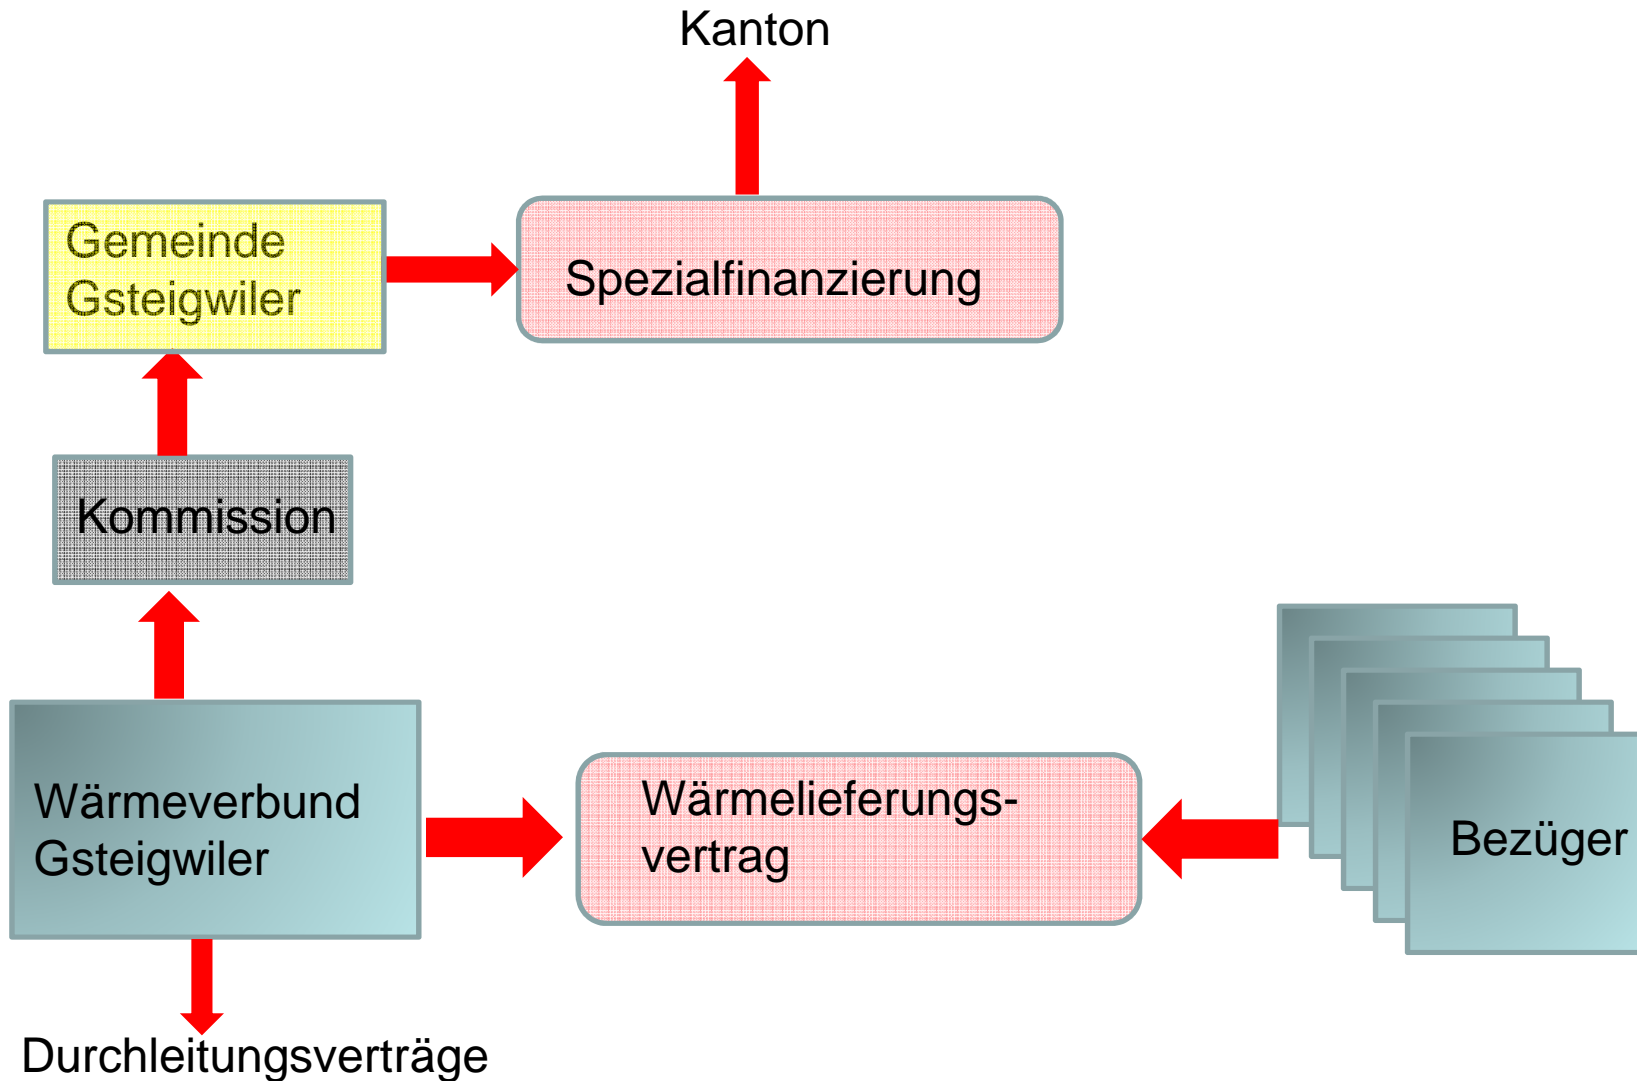 Kanton
Gemeinde
Gsteigwiler
Spezialfinanzierung
Kommission
Wärmeverbund
Gsteigwiler
Wärmelieferungs-
vertrag
Bezüger
Durchleitungsverträge